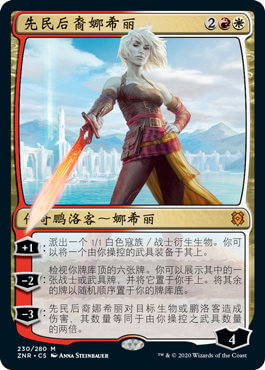 先民后裔娜希丽 2
传奇鹏洛客～娜希丽
+1 ：派出一个1/1白色寇族／战士衍生生物。你可
以将一个由你操控的武具装备于其上。
-2 ：检视你牌库顶的六张牌。你可以展示其中的一
张战士或武具牌，并将它置于你手上。将其余
的牌以随机顺序置于你的牌库底。
-3 ：先民后裔娜希丽对目标生物或鹏洛客造成
伤害，其数量等同于由你操控之武具数量
的两倍。
4
230/280 M
ZNR • CS ANNA STEINBAUER
™ & © 2020 Wizards of the Coast